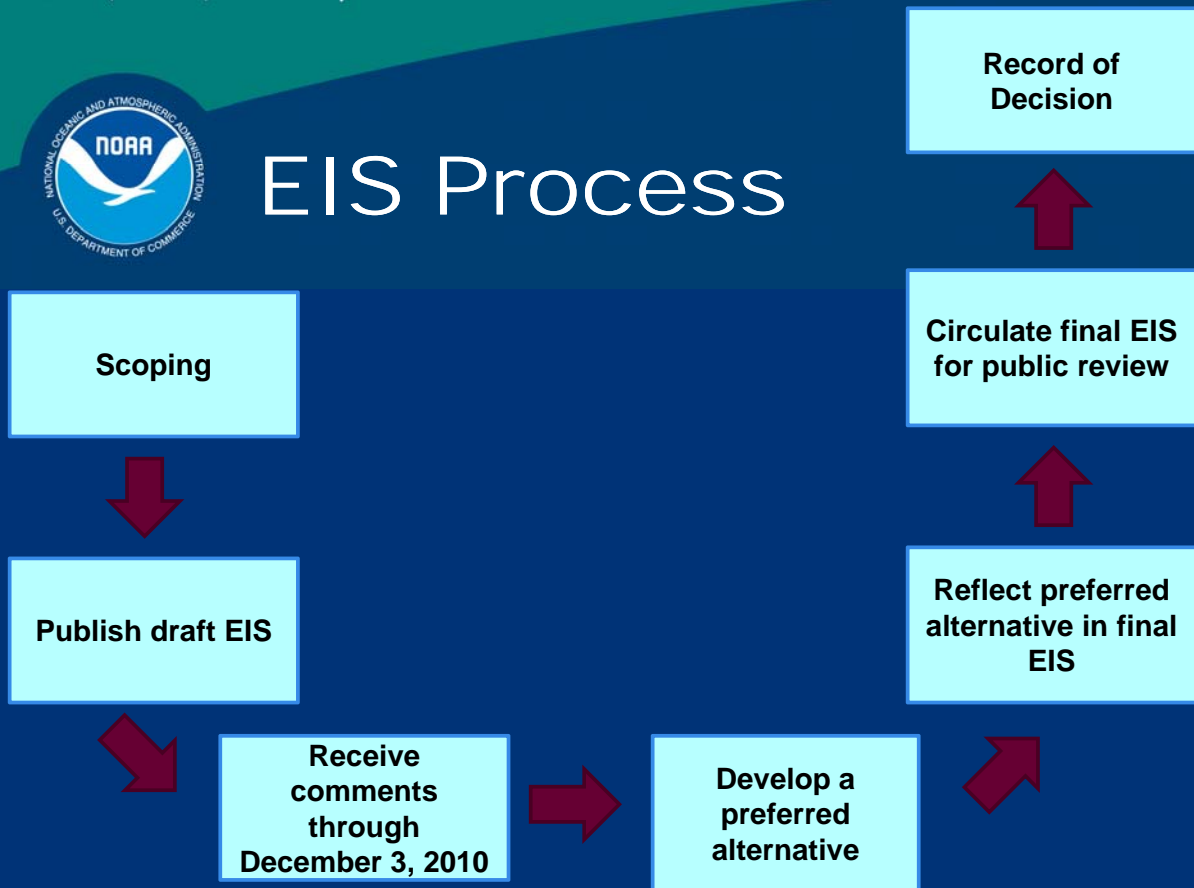 NATIONAL OCEANIC AND ATMOSPHERIC ADMINISTRATION
NOAA
U.S. DEPARTMENT OF COMMERCE
EIS Process
Scoping
Publish draft EIS
Receive
comments
through
December 3, 2010
Develop a
preferred
alternative
Reflect preferred
alternative in final
EIS
Circulate final EIS
for public review
Record of
Decision